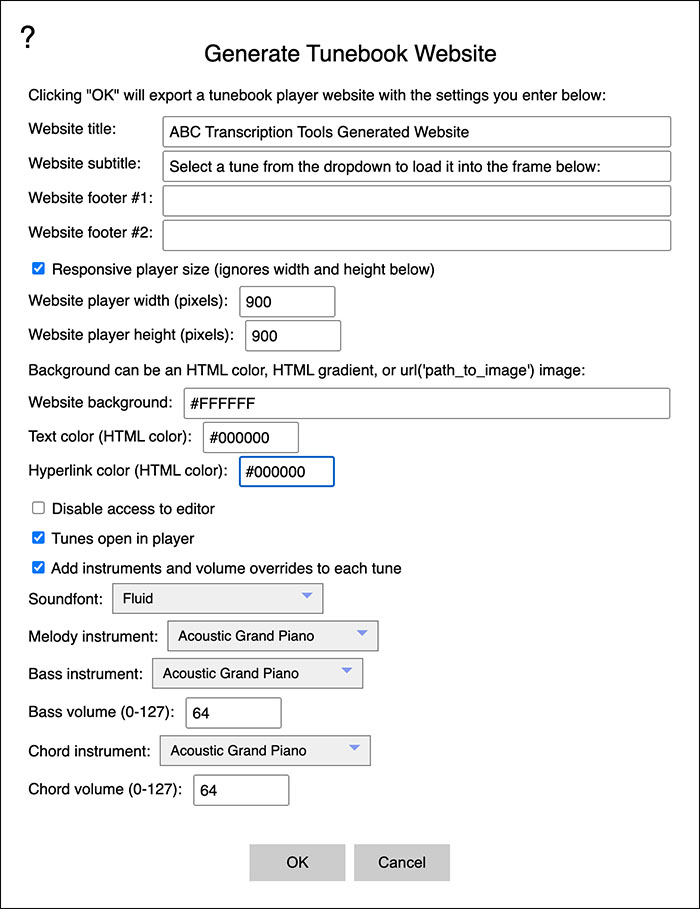 ?
Generate Tunebook Website
Clicking "OK" will export a tunebook player website with the settings you enter below:
Website title: ABC Transcription Tools Generated Website
Website subtitle: Select a tune from the dropdown to load it into the frame below:
Website footer #1:
Website footer #2:
Responsive player size (ignores width and height below)
Website player width (pixels): 900
Website player height (pixels): 900
Background can be an HTML color, HTML gradient, or url('path_to_image') image:
Website background: #FFFFFF
Text color (HTML color): #000000
Hyperlink color (HTML color): #000000
Disable access to editor
Tunes open in player
Add instruments and volume overrides to each tune
Soundfont: Fluid
Melody instrument: Acoustic Grand Piano
Bass instrument: Acoustic Grand Piano
Bass volume (0-127): 64
Chord instrument: Acoustic Grand Piano
Chord volume (0-127): 64
OK Cancel